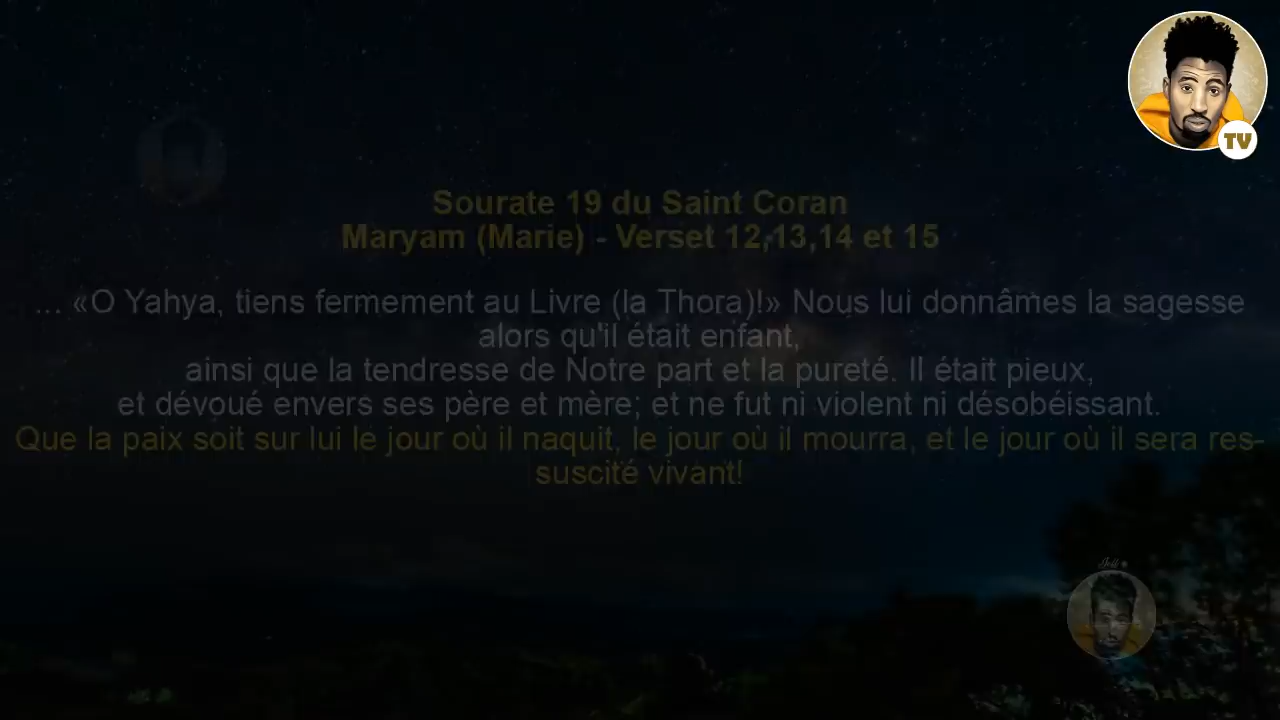 TV
Sourate 19 du Saint Coran
Maryam (Marie) - Verset 12,13,14 et 15
... «O Yahya, tiens fermement au Livre (la Thora)!» Nous lui donnâmes la sagesse
alors qu'il était enfant,
ainsi que la tendresse de Notre part et la pureté. Il était pieux,
et dévoué envers ses père et mère; et ne fut ni violent ni désobéissant.
Que la paix soit sur lui le jour où il naquit, le jour où il mourra, et le jour où il sera res-
suscité vivant!